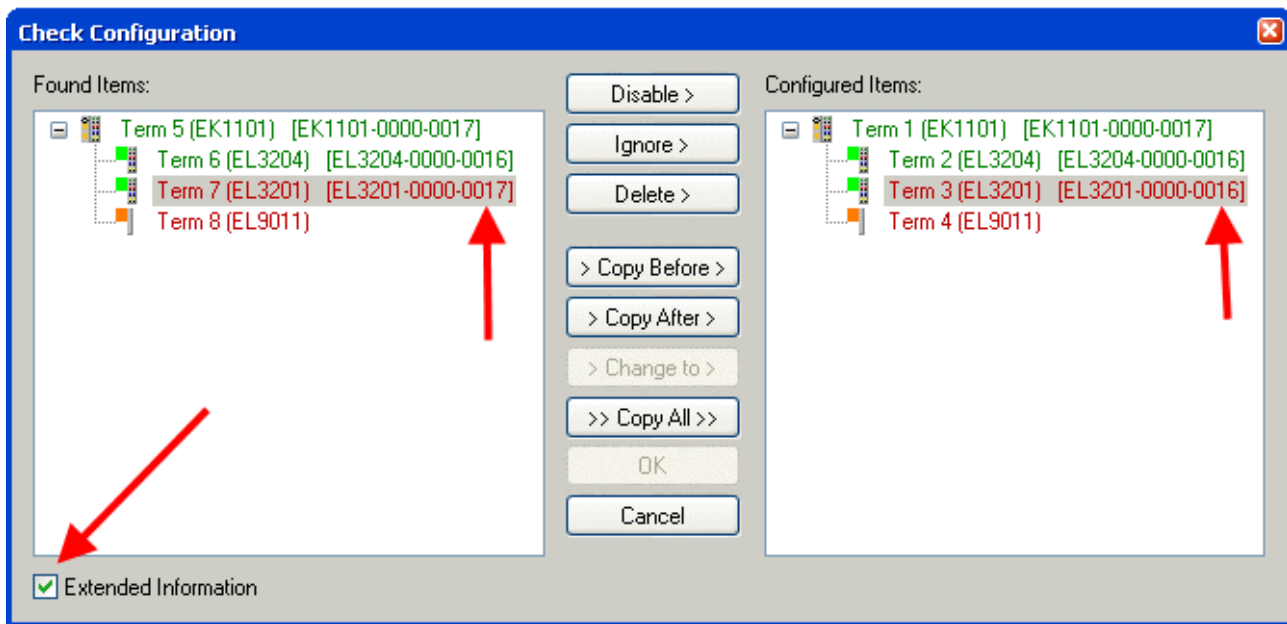 Check Configuration
Found Items:
Term 5 (EK1101) [EK1101-0000-0017]
Term 6 (EL3204) [EL3204-0000-0016]
Term 7 (EL3201) [EL3201-0000-0017]
Term 8 (EL9011)
Extended Information
Disable >
Ignore >
Delete >
> Copy Before >
> Copy After >
> Change to >
>> Copy All >>
OK
Cancel
Configured Items:
Term 1 (EK1101) [EK1101-0000-0017]
Term 2 (EL3204) [EL3204-0000-0016]
Term 3 (EL3201) [EL3201-0000-0016]
Term 4 (EL9011)